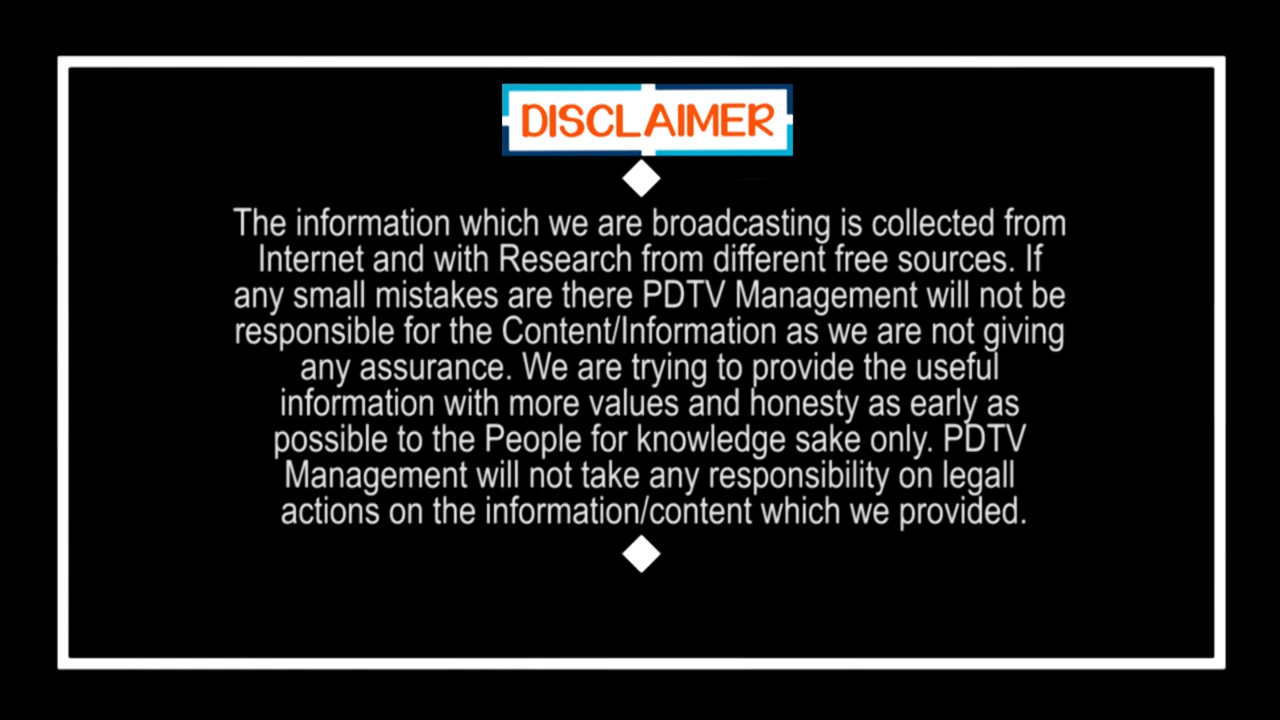 DISCLAIMER
The information which we are broadcasting is collected from
Internet and with Research from different free sources. If
any small mistakes are there PDTV Management will not be
responsible for the Content/Information as we are not giving
any assurance. We are trying to provide the useful
information with more values and honesty as early as
possible to the People for knowledge sake only. PDTV
Management will not take any responsibility on legall
actions on the information/content which we provided.